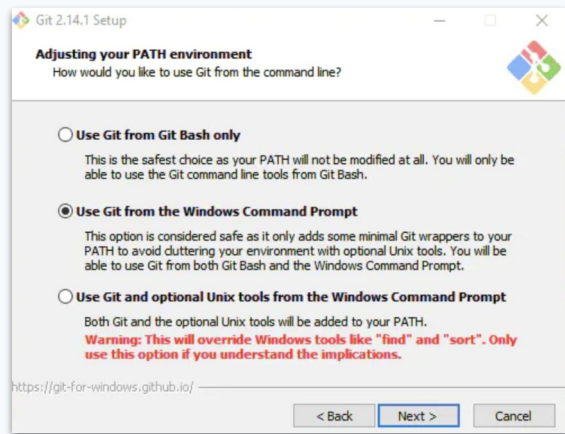 Git 2.14.1 Setup
Adjusting your PATH environment
How would you like to use Git from the command line?
Use Git from Git Bash only
This is the safest choice as your PATH will not be modified at all. You will only be
able to use the Git command line tools from Git Bash.
Use Git from the Windows Command Prompt
This option is considered safe as it only adds some minimal Git wrappers to your
PATH to avoid cluttering your environment with optional Unix tools. You will be
able to use Git from both Git Bash and the Windows Command Prompt.
Use Git and optional Unix tools from the Windows Command Prompt
Both Git and the optional Unix tools will be added to your PATH.
Warning: This will override Windows tools like "find" and "sort". Only
use this option if you understand the implications.
https://git-for-windows.github.io/
< Back Next > Cancel